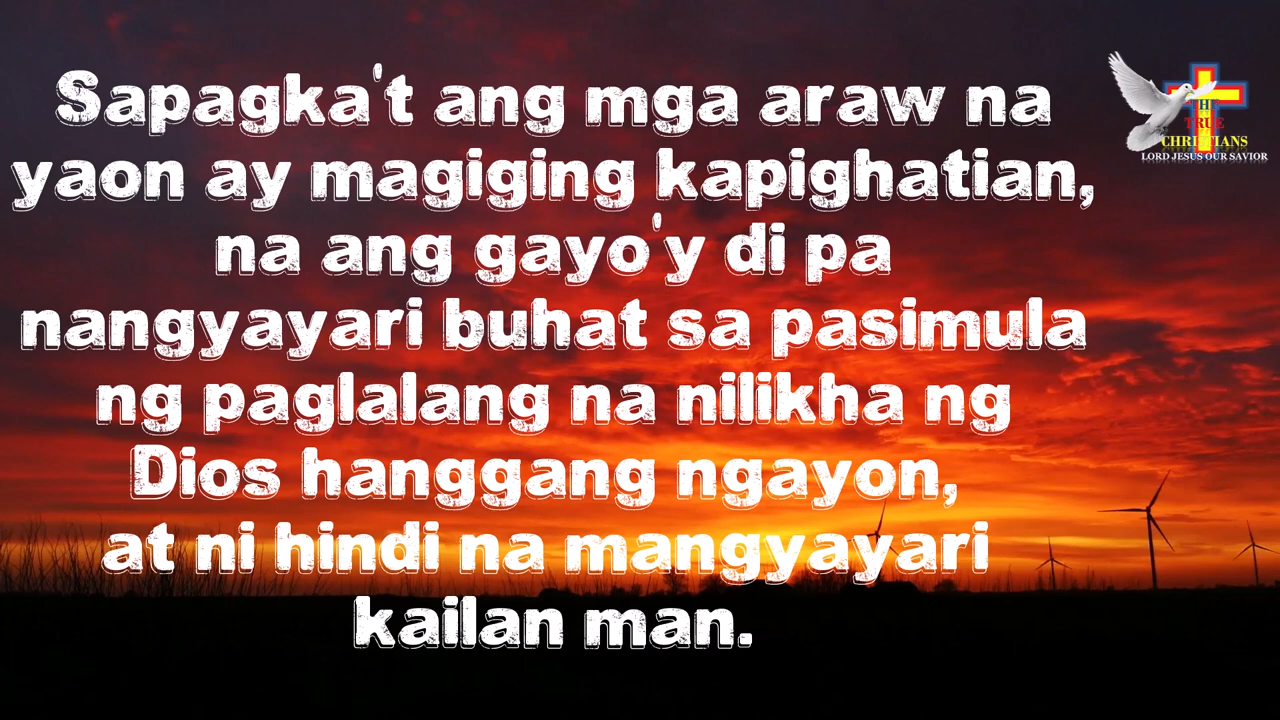 Sapagka't ang mga araw na
yaon ay magiging kapighatian,
na ang gayo'y di pa
nangyayari buhat sa pasimula
ng paglalang na nilikha ng
Dios hanggang ngayon,
at ni hindi na mangyayari
kailan man.
TRUE
CHRISTIANS
LORD JESUS OUR SAVIOR